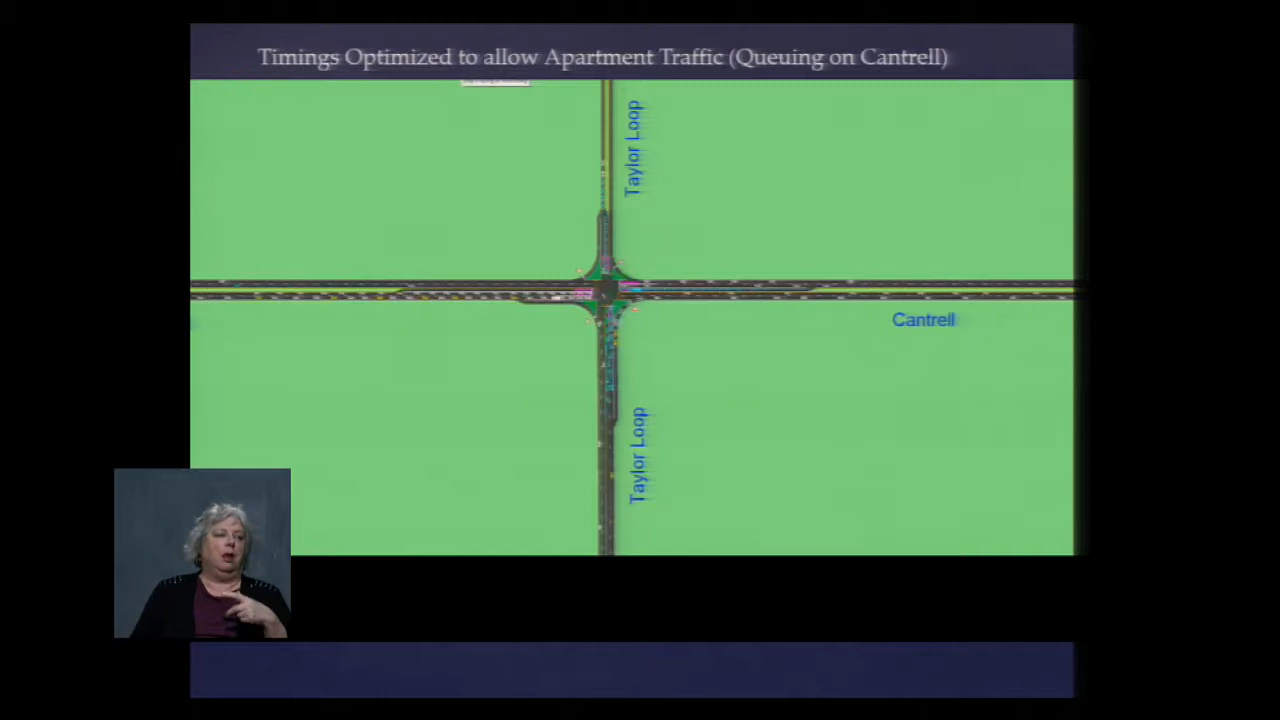 Timings Optimized to allow Apartment Traffic (Queuing on Cantrell)
Taylor Loop
Cantrell
Taylor Loop